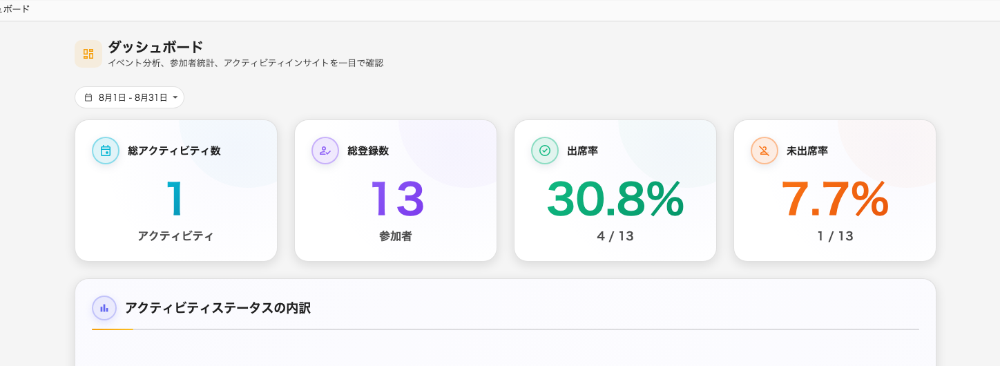 ュボード
ダッシュボード
イベント分析、参加者統計、アクティビティインサイトを一目で確認
8月1日 - 8月31日
総アクティビティ数
1
アクティビティ
総登録数
13
参加者
出席率
30.8%
4 / 13
未出席率
7.7%
1 / 13
アクティビティステータスの内訳